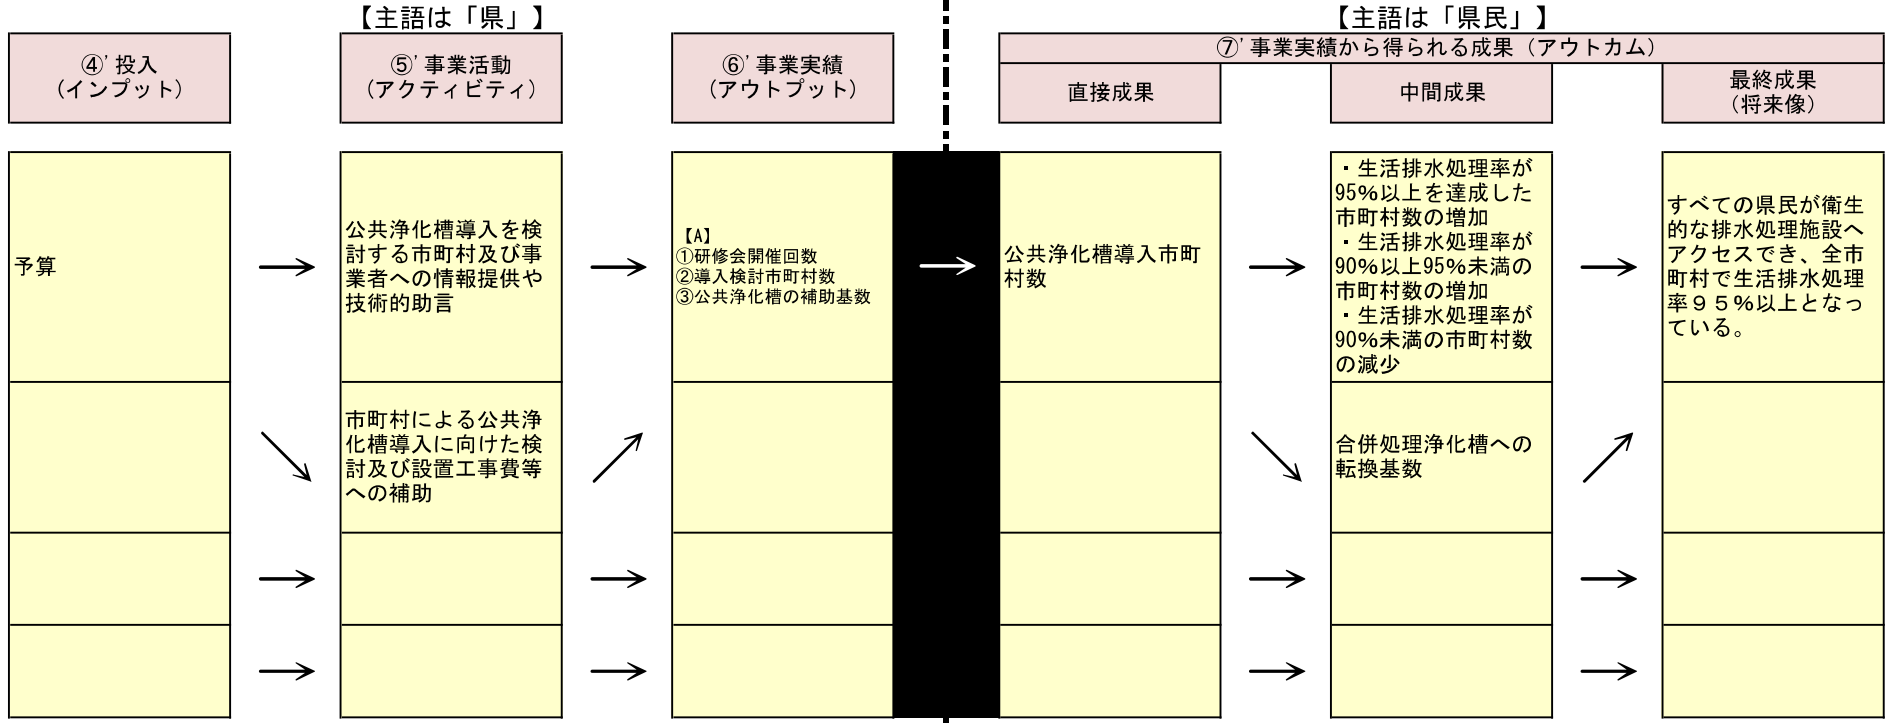 【主語は「県」】
【主語は「県民」】
④’投入
（インプット）
⑤’事業活動
（アクティビティ）
⑥’事業実績
（アウトプット）
⑦’事業実績から得られる成果（アウトカム）
直接成果
中間成果
最終成果
（将来像）
予算
公共浄化槽導入を検
討する市町村及び事
業者への情報提供や
技術的助言
【A】
①研修会開催回数
②導入検討市町村数
③公共浄化槽の補助基数
公共浄化槽導入市町
村数
・生活排水処理率が
95%以上を達成した
市町村数の増加
・生活排水処理率が
90%以上95%未満の
市町村数の増加
・生活排水処理率が
90%未満の市町村数
の減少
すべての県民が衛生
的な排水処理施設へ
アクセスでき、全市
町村で生活排水処理
率９５％以上となっ
ている。
市町村による公共浄
化槽導入に向けた検
討及び設置工事費等
への補助
合併処理浄化槽への
転換基数